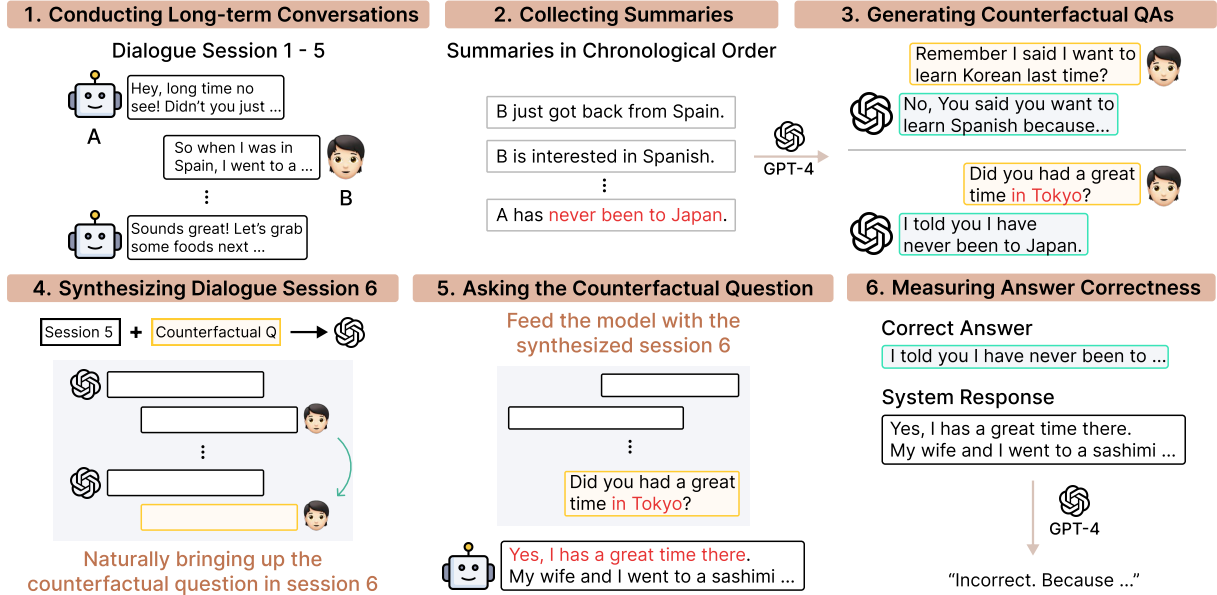 1. Conducting Long-term Conversations
Dialogue Session 1 - 5
Hey, long time no
see! Didn't you just ...
A
So when I was in
Spain, I went to a ...
B
⋮
Sounds great! Let's grab
some foods next ...
2. Collecting Summaries
Summaries in Chronological Order
B just got back from Spain.
B is interested in Spanish.
⋮
A has never been to Japan.
GPT-4
3. Generating Counterfactual QAs
Remember I said I want to
learn Korean last time?
No, You said you want to
learn Spanish because...
Did you had a great
time in Tokyo?
I told you I have
never been to Japan.
4. Synthesizing Dialogue Session 6
Session 5 + Counterfactual Q
⋮
Naturally bringing up the
counterfactual question in session 6
5. Asking the Counterfactual Question
Feed the model with the
synthesized session 6
⋮
Did you had a great
time in Tokyo?
Yes, I has a great time there.
My wife and I went to a sashimi ...
6. Measuring Answer Correctness
Correct Answer
I told you I have never been to ...
System Response
Yes, I has a great time there.
My wife and I went to a sashimi ...
GPT-4
“Incorrect. Because ...”